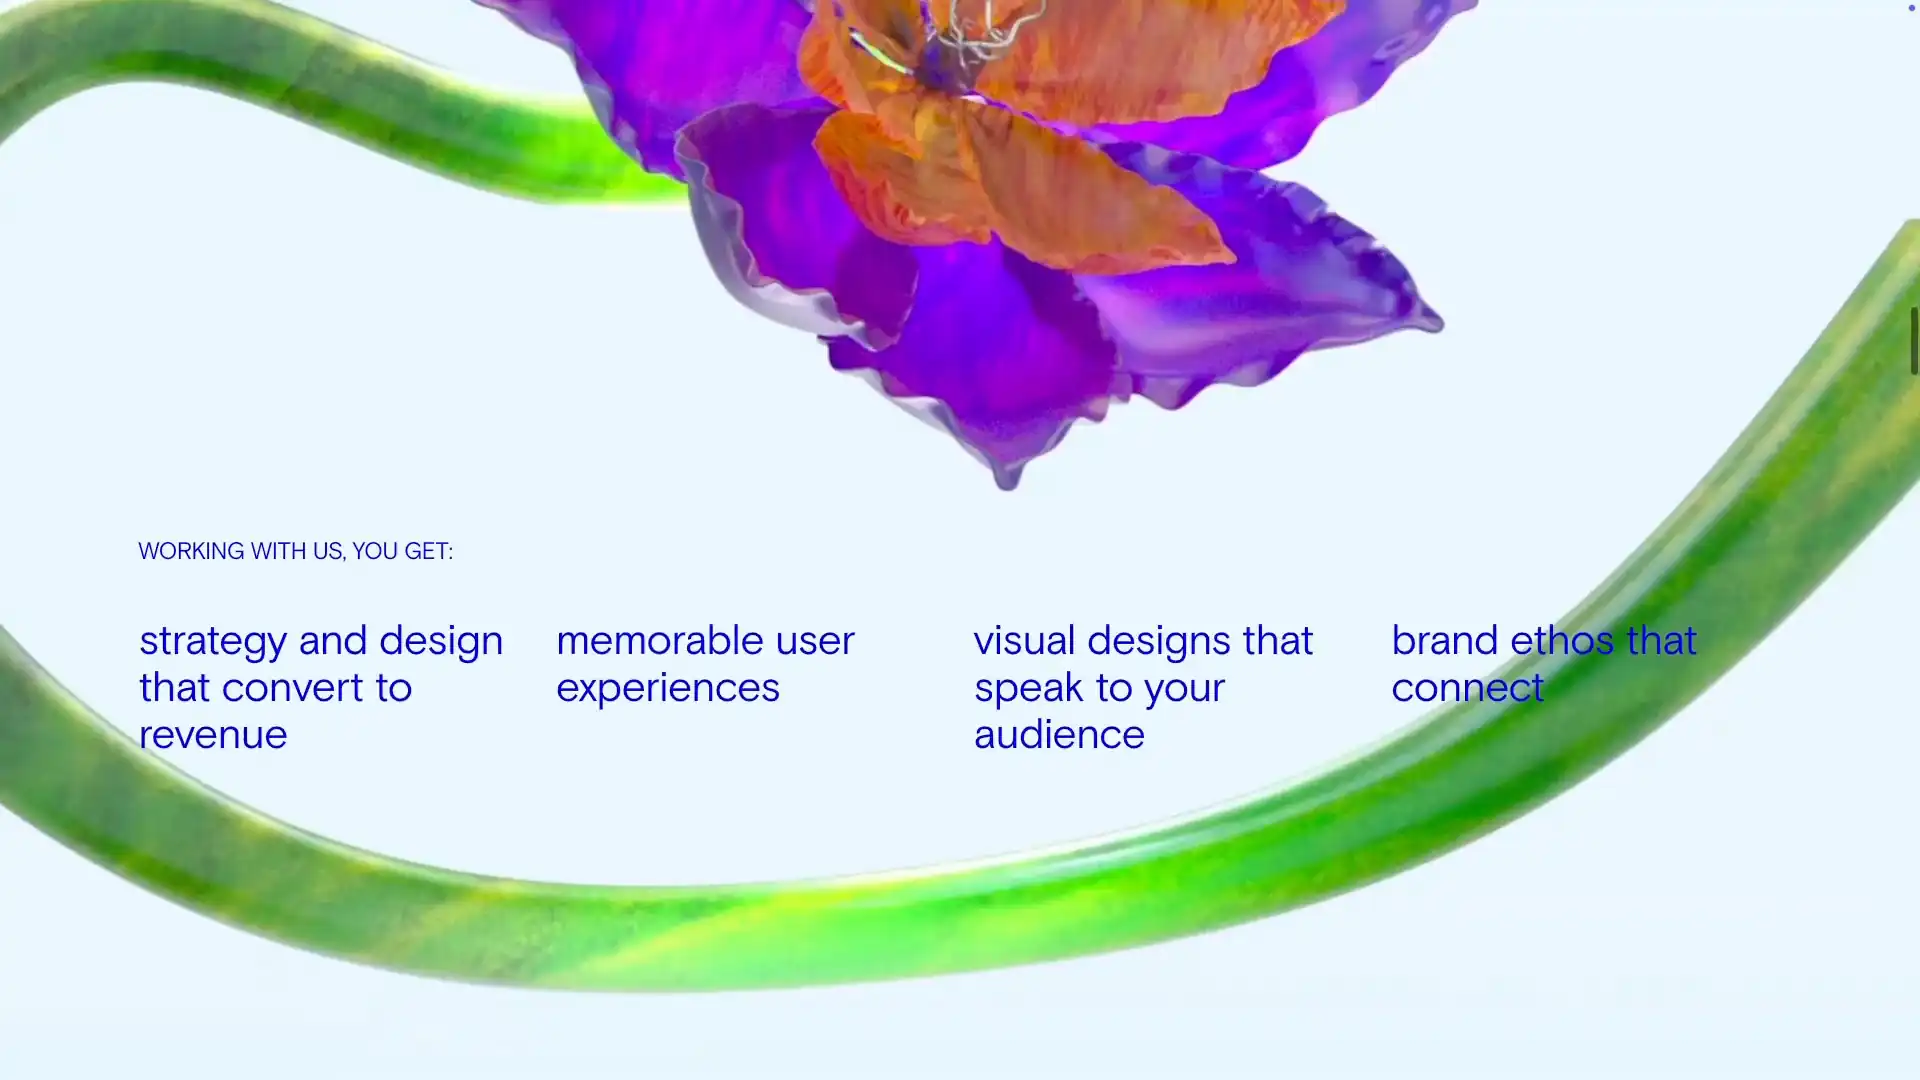 WORKING WITH US, YOU GET:
strategy and design
that convert to
revenue
memorable user
experiences
visual designs that
speak to your
audience
brand ethos that
connect